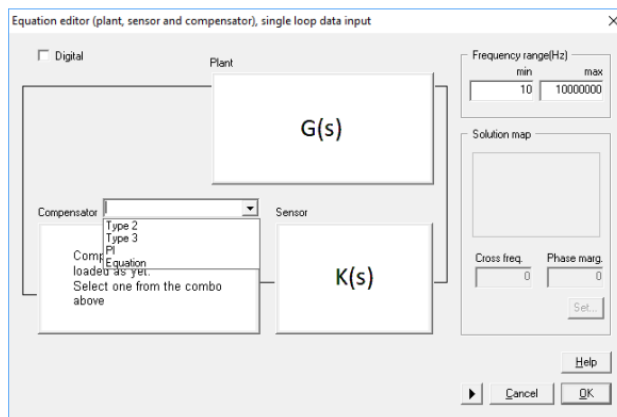 Equation editor (plant, sensor and compensator), single loop data input
Digital
Plant
G(s)
Frequency range(Hz)
min max
10 10000000
Solution map
Cross freq. Phase marg.
0 0
Set...
Compensator
Type 2
Type 3
PI
Equation
Comp
loaded as yet.
Select one from the combo
above
Sensor
K(s)
Help
Cancel OK